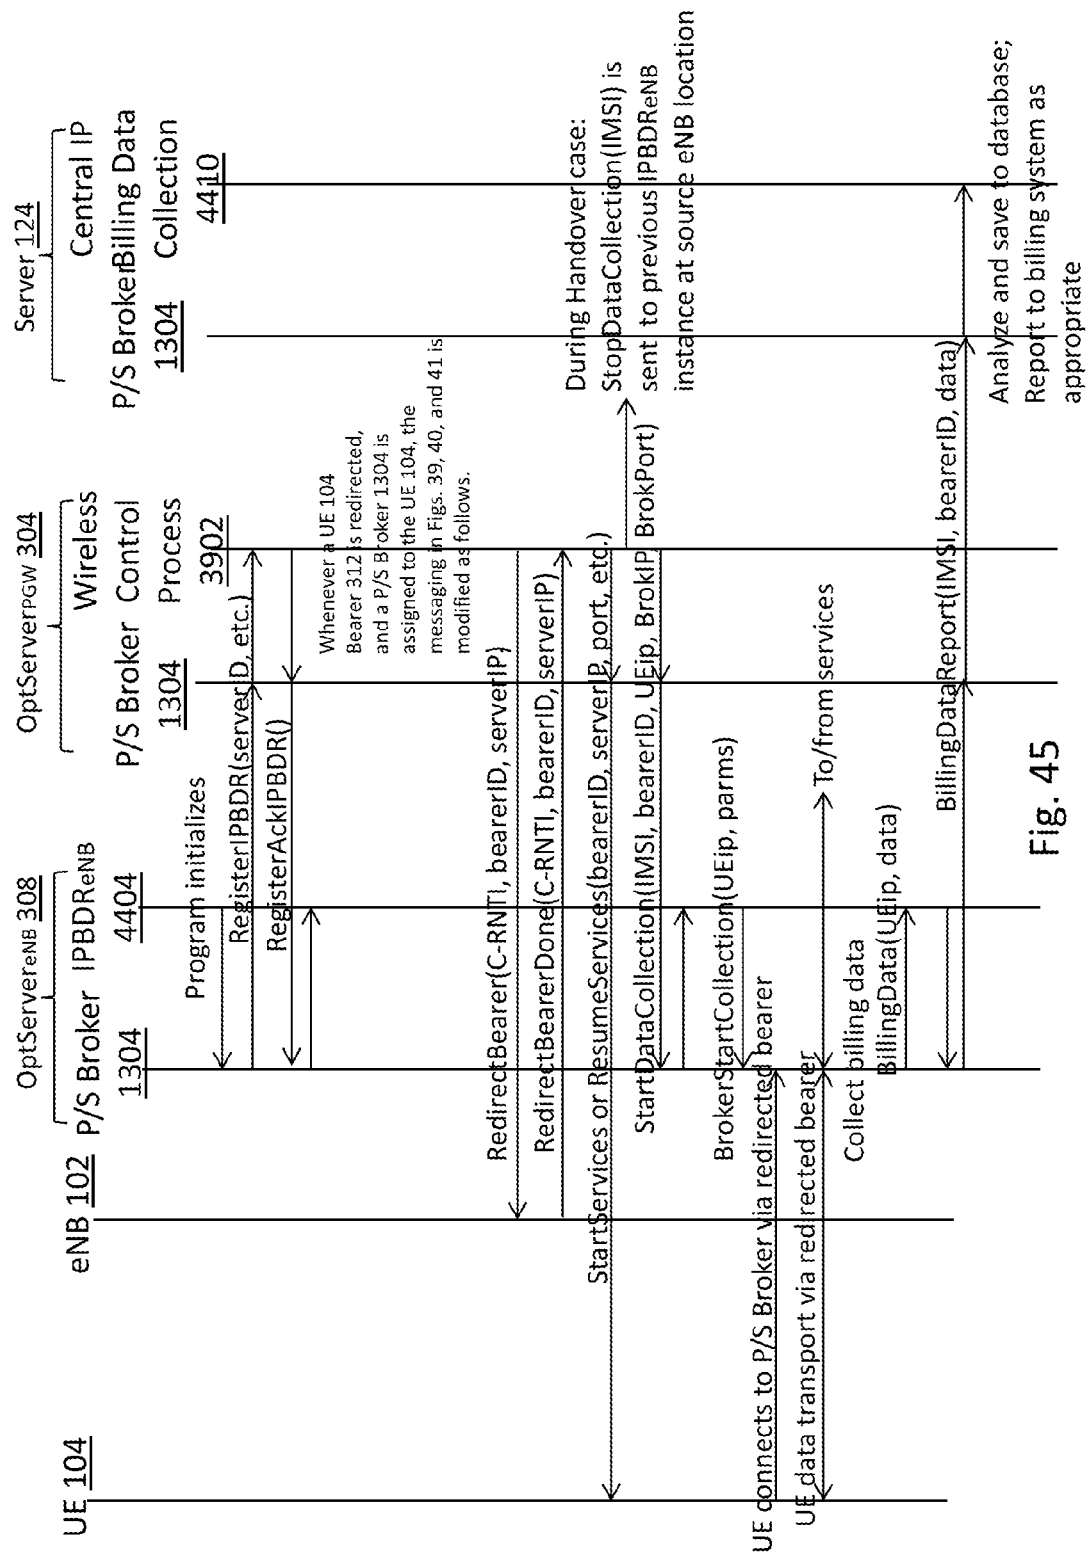 Server 124
OptServerPGW 304
OptServereNB 308
UE 104
eNB 102
P/S Broker
1304
IPBDReNB
4404
P/S Broker
1304
Wireless
Control
Process
3902
P/S Broker
1304
Central IP
Billing Data
Collection
4410
Program initializes
RegisterIPBDR(serverID, etc.)
RegisterAckIPBDR()
Whenever a UE 104
Bearer 312 is redirected,
and a P/S Broker 1304 is
assigned to the UE 104, the
messaging in Figs. 39, 40, and 41 is
modified as follows.
RedirectBearer(C-RNTI, bearerID, serverIP)
RedirectBearerDone(C-RNTI, bearerID, serverIP)
StartServices or ResumeServices(bearerID, serverIP, port, etc.)
During Handover case:
StopDataCollection(IMSI) is
sent to previous IPBDReNB
instance at source eNB location
StartDataCollection(IMSI, bearerID, UEip, BrokIP, BrokPort)
BrokerStartCollection(UEip, parms)
UE connects to P/S Broker via redirected bearer
UE data transport via redirected bearer
To/from services
Collect billing data
BillingData(UEip, data)
BillingDataReport(IMSI, bearerID, data)
Analyze and save to database;
Report to billing system as
appropriate
Fig. 45